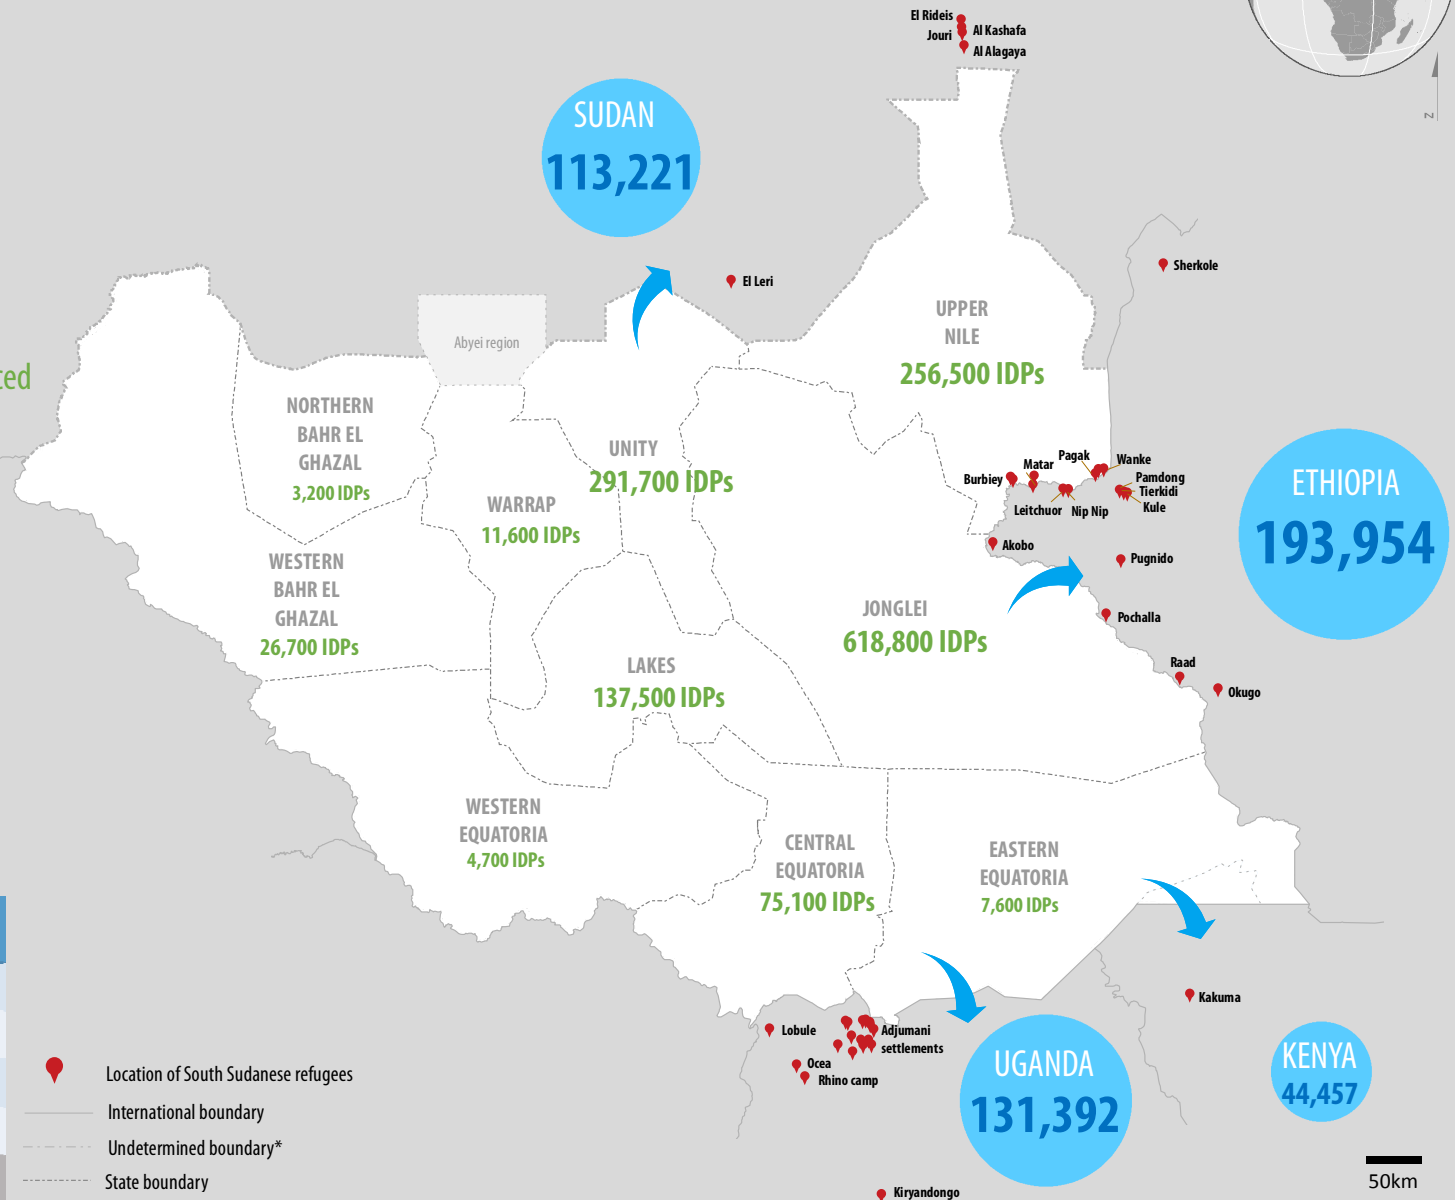 El Rideis
Jouri
Al Kashafa
Al Alagaya
N
SUDAN
113,221
El Leri
Sherkole
Abyei region
UPPER
NILE
256,500 IDPs
NORTHERN
BAHR EL
GHAZAL
3,200 IDPs
UNITY
291,700 IDPs
WARRAP
11,600 IDPs
Burbiey
Matar
Pagak
Wanke
Pamdong
Tierkidi
Kule
Leitchuor
Nip Nip
Akobo
Pugnido
ETHIOPIA
193,954
WESTERN
BAHR EL
GHAZAL
26,700 IDPs
JONGLEI
618,800 IDPs
Pochalla
LAKES
137,500 IDPs
Raad
Okugo
WESTERN
EQUATORIA
4,700 IDPs
CENTRAL
EQUATORIA
75,100 IDPs
EASTERN
EQUATORIA
7,600 IDPs
Kakuma
Lobule
Adjumani
settlements
Ocea
Rhino camp
UGANDA
131,392
KENYA
44,457
Kiryandongo
Location of South Sudanese refugees
International boundary
Undetermined boundary*
State boundary
50km